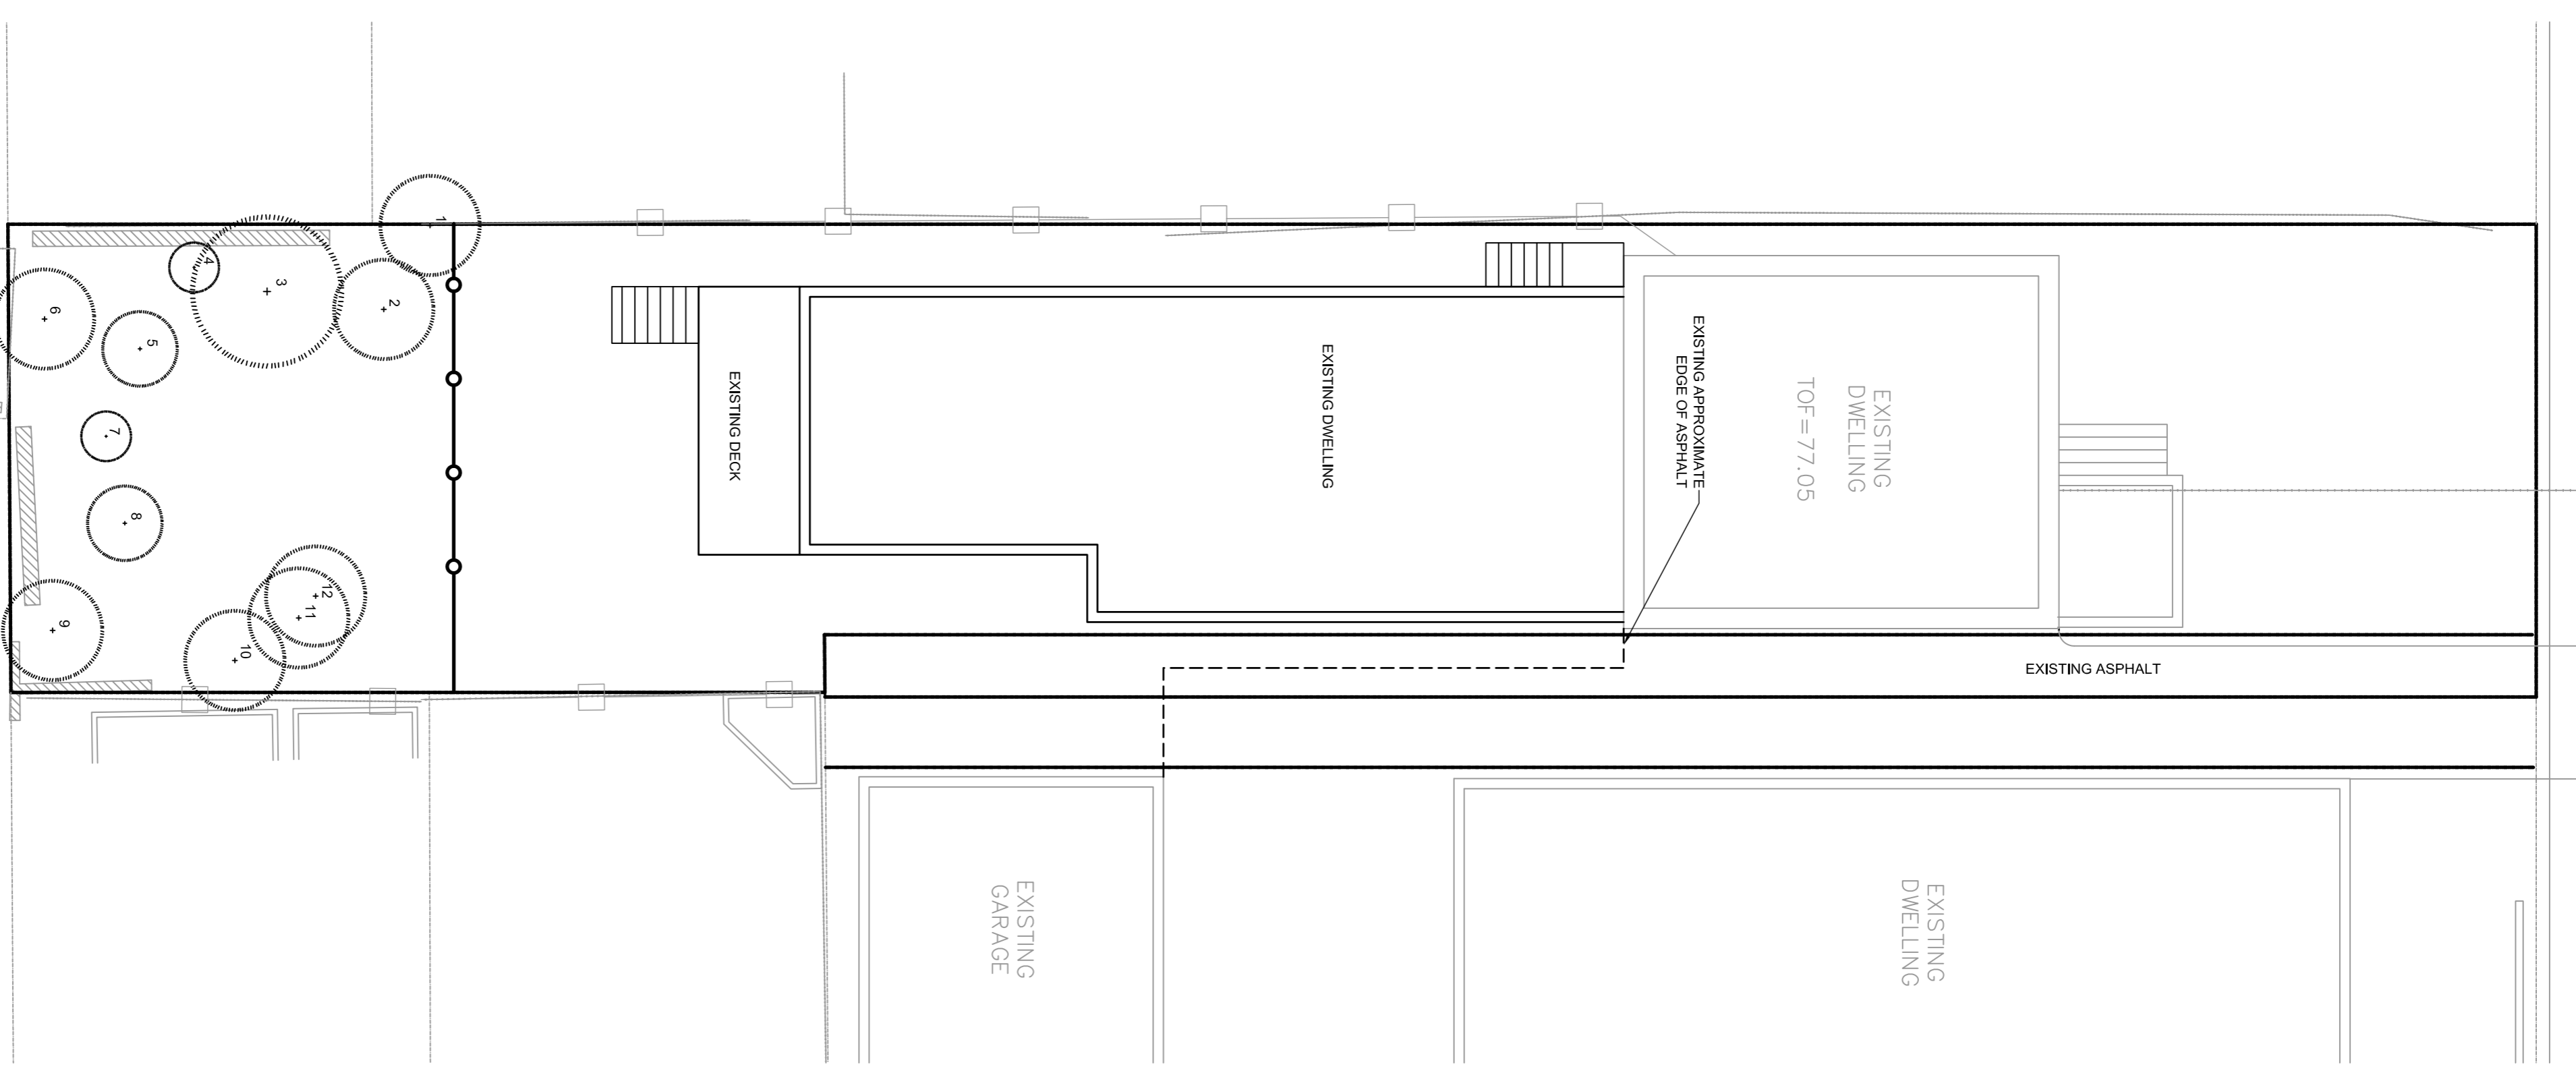 1
2
3
4
5
6
7
8
9
10
11
12
EXISTING DECK
EXISTING DWELLING
EXISTING APPROXIMATE
EDGE OF ASPHALT
EXISTING
DWELLING
TOF=77.05
EXISTING ASPHALT
EXISTING
GARAGE
EXISTING
DWELLING